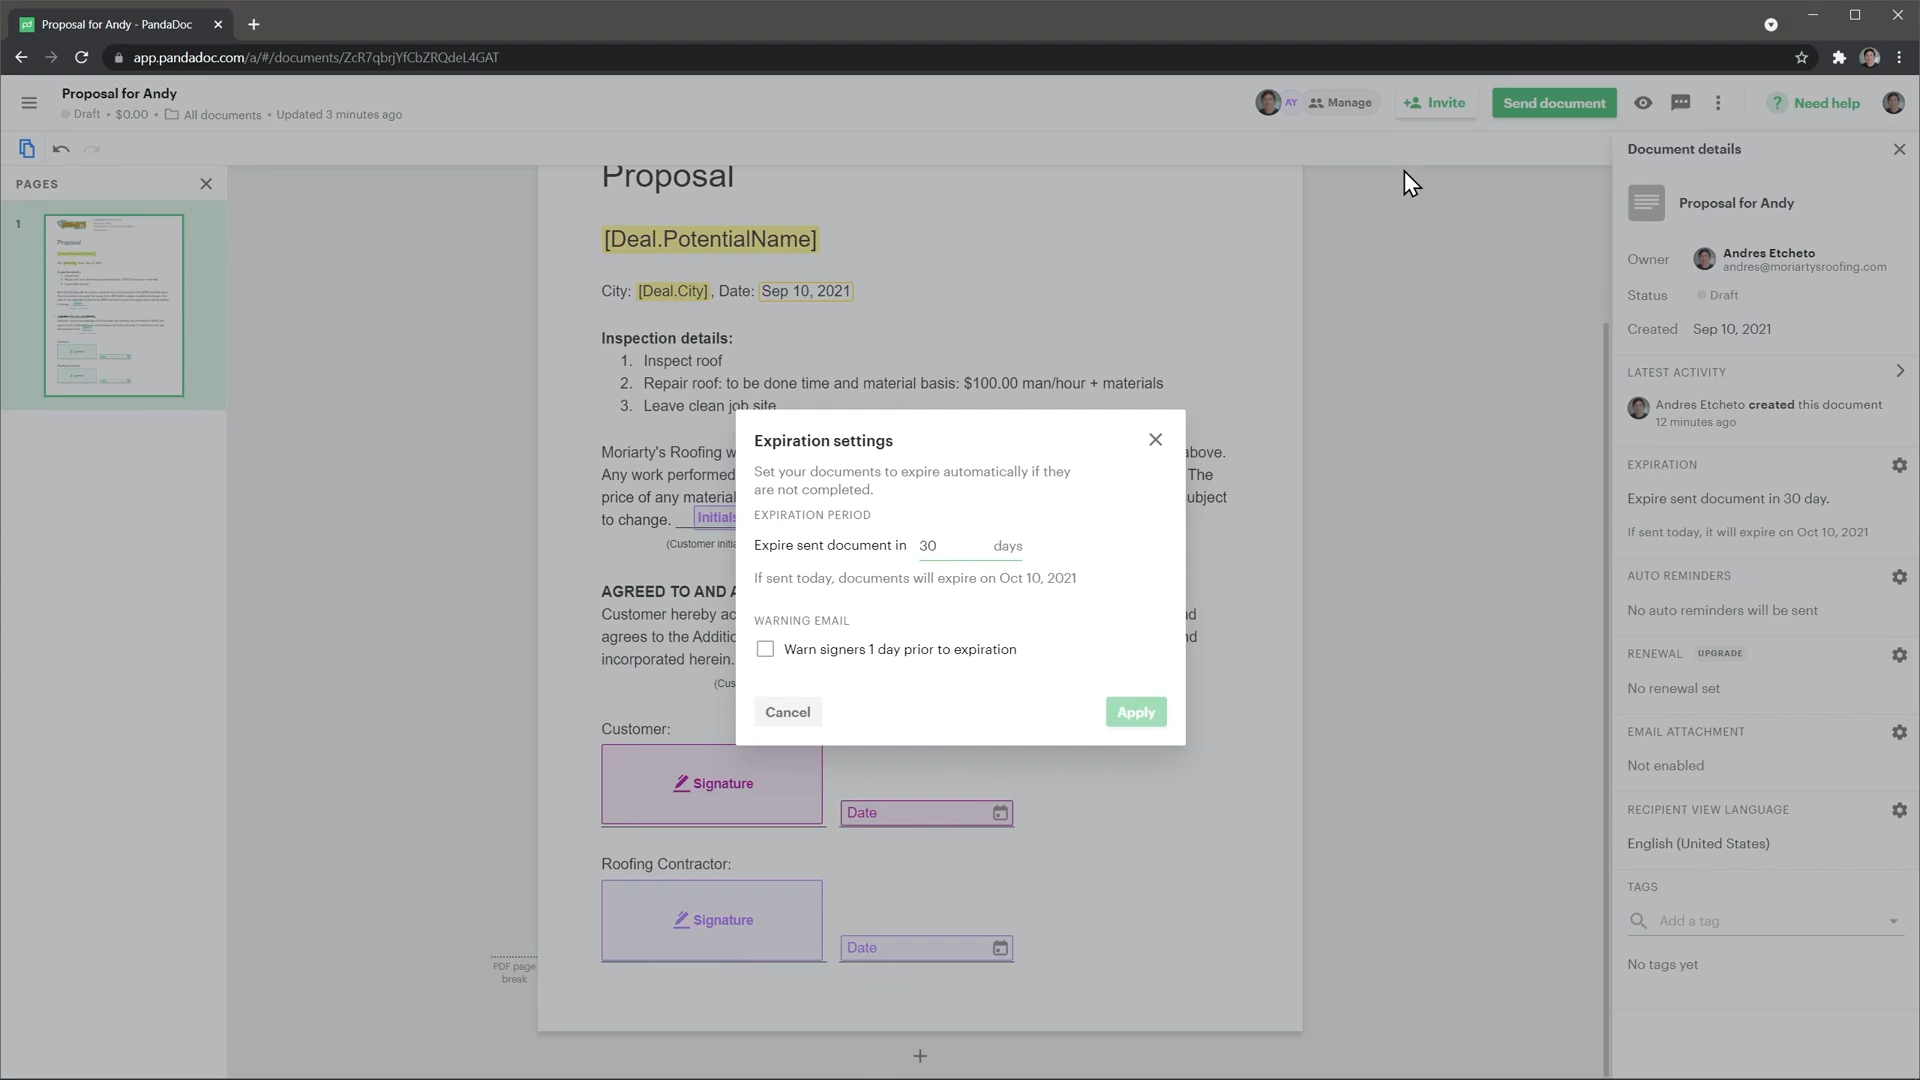 pd Proposal for Andy - PandaDoc
app.pandadoc.com/a/#/documents/ZcR7qbrjYfCbZRQdeL4GAT
Proposal for Andy
Draft • $0.00 • All documents • Updated 3 minutes ago
AY Manage
Invite
Send document
? Need help
PAGES
1
Proposal
[Deal.PotentialName]
City: [Deal.City] , Date: Sep 10, 2021
Inspection details:
1. Inspect roof
2. Repair roof: to be done time and material basis: $100.00 man/hour + materials
3. Leave clean job site
Moriarty's Roofing w above.
Any work performed The
price of any material ubject
to change. Initials
(Customer initia
AGREED TO AND A
Customer hereby ac nd
agrees to the Additio nd
incorporated herein.
(Cus
Customer:
Signature
Date
Roofing Contractor:
Signature
Date
PDF page
break
+
Expiration settings
Set your documents to expire automatically if they
are not completed.
EXPIRATION PERIOD
Expire sent document in 30 days
If sent today, documents will expire on Oct 10, 2021
WARNING EMAIL
Warn signers 1 day prior to expiration
Cancel
Apply
Document details
Proposal for Andy
Owner
Andres Etcheto
andres@moriartysroofing.com
Status Draft
Created Sep 10, 2021
LATEST ACTIVITY
Andres Etcheto created this document
12 minutes ago
EXPIRATION
Expire sent document in 30 day.
If sent today, it will expire on Oct 10, 2021
AUTO REMINDERS
No auto reminders will be sent
RENEWAL UPGRADE
No renewal set
EMAIL ATTACHMENT
Not enabled
RECIPIENT VIEW LANGUAGE
English (United States)
TAGS
Add a tag
No tags yet